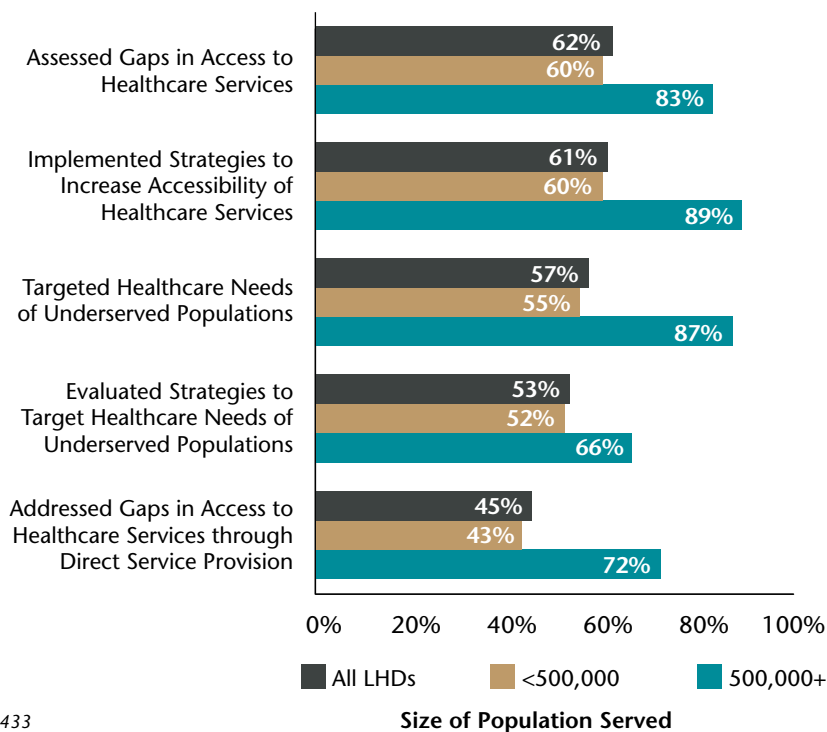 Assessed Gaps in Access to
Healthcare Services
62%
60%
83%
Implemented Strategies to
Increase Accessibility of
Healthcare Services
61%
60%
89%
Targeted Healthcare Needs
of Underserved Populations
57%
55%
87%
Evaluated Strategies to
Target Healthcare Needs of
Underserved Populations
53%
52%
66%
Addressed Gaps in Access to
Healthcare Services through
Direct Service Provision
45%
43%
72%
0% 20% 40% 60% 80% 100%
All LHDs <500,000 500,000+
433
Size of Population Served